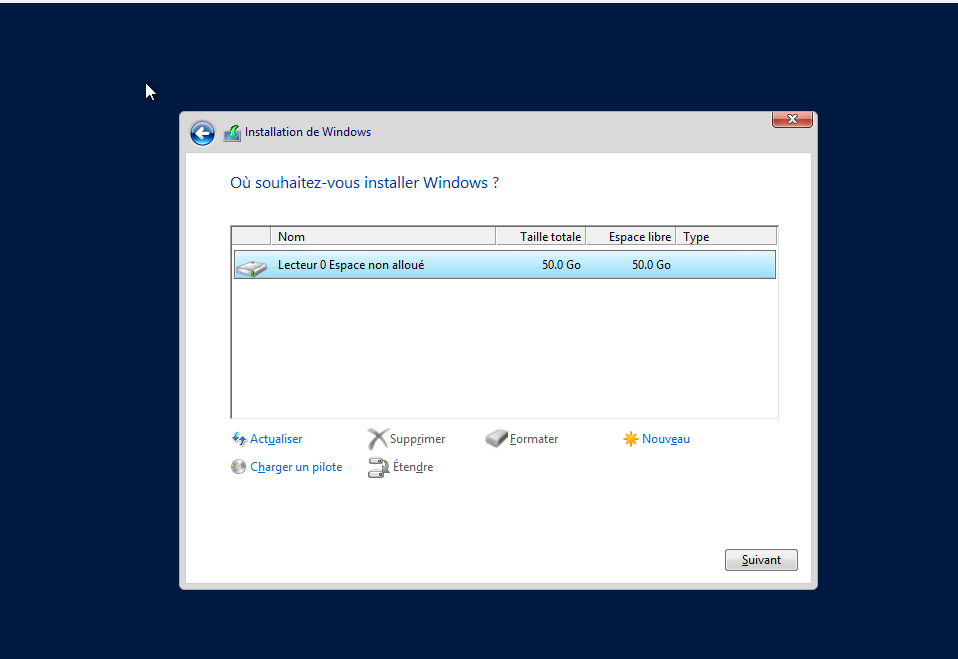 Installation de Windows
Où souhaitez-vous installer Windows ?
Nom Taille totale Espace libre Type
Lecteur 0 Espace non alloué 50.0 Go 50.0 Go
Actualiser Supprimer Formater Nouveau
Charger un pilote Étendre
Suivant